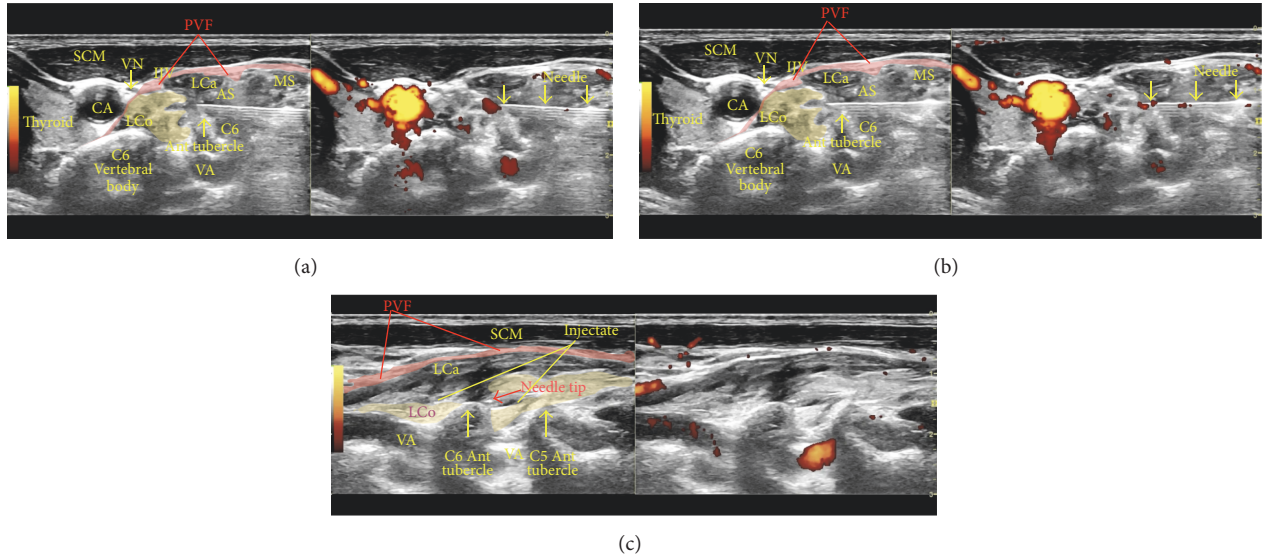 PVF
SCM
VN
LCa
MS
Needle
AS
CA
Thyroid
LCo
C6
Ant tubercle
C6
Vertebral
body
VA
(a)
PVF
SCM
VN
LCa
MS
Needle
AS
CA
Thyroid
LCo
C6
Ant tubercle
C6
Vertebral
body
VA
(b)
PVF
SCM
Injectate
LCa
Needle tip
LCo
VA
C6 Ant
tubercle
VA
C5 Ant
tubercle
(c)